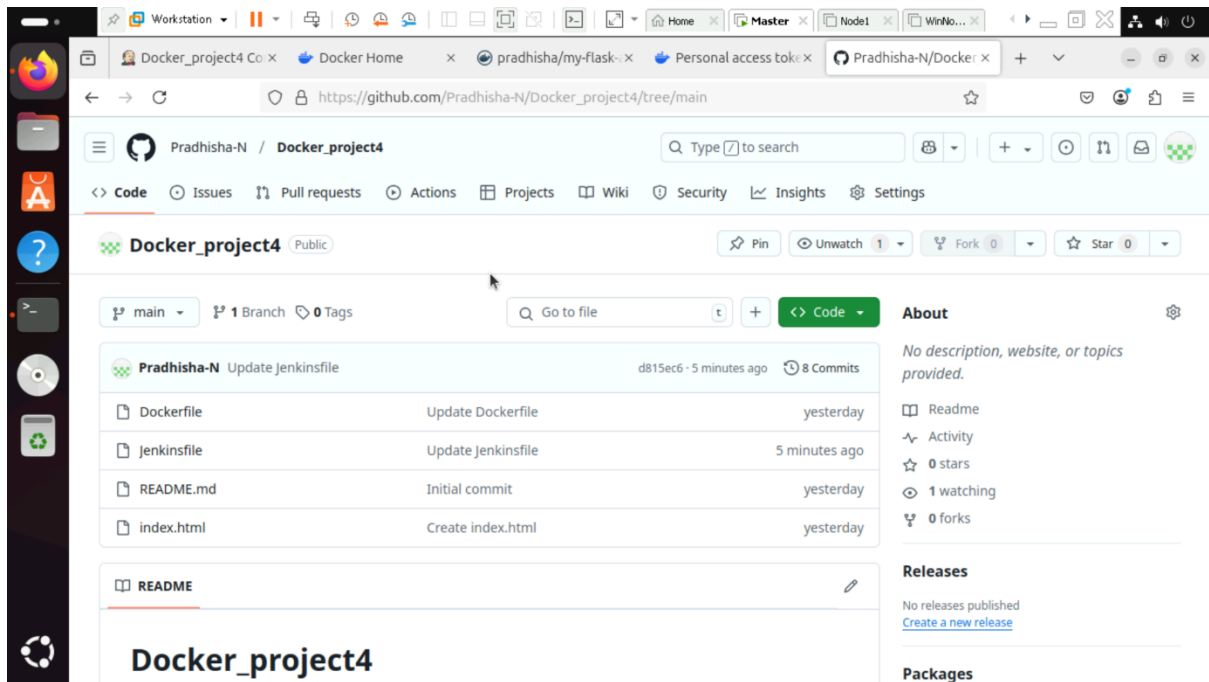 Workstation
Home
Master
Node1
WinNo...
Docker_project4 Co
Docker Home
pradhisha/my-flask-
Personal access toke
Pradhisha-N/Docker
https://github.com/Pradhisha-N/Docker_project4/tree/main
Pradhisha-N / Docker_project4
Type / to search
Code
Issues
Pull requests
Actions
Projects
Wiki
Security
Insights
Settings
Docker_project4 Public
Pin
Unwatch 1
Fork 0
Star 0
main
1 Branch
0 Tags
Go to file t
Code
Pradhisha-N Update Jenkinsfile d815ec6 · 5 minutes ago 8 Commits
Dockerfile Update Dockerfile yesterday
Jenkinsfile Update Jenkinsfile 5 minutes ago
README.md Initial commit yesterday
index.html Create index.html yesterday
README
Docker_project4
About
No description, website, or topics
provided.
Readme
Activity
0 stars
1 watching
0 forks
Releases
No releases published
Create a new release
Packages